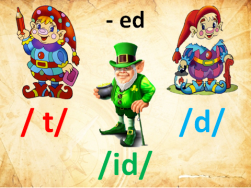 - ed
/ t/
/d/
/id/